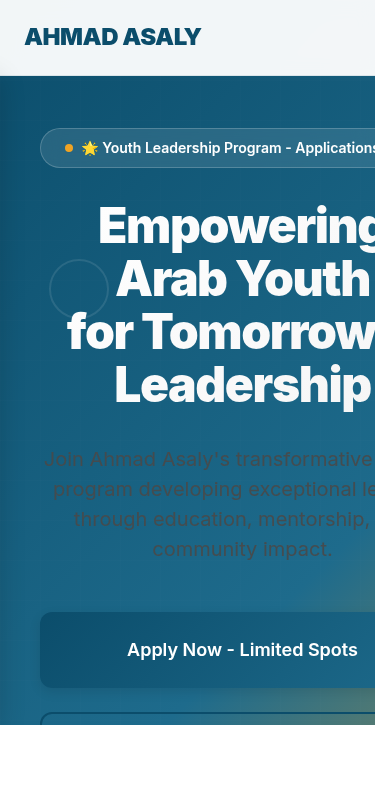 AHMAD ASALY
🌟 Youth Leadership Program - Applications
Empowering
Arab Youth
for Tomorrow
Leadership
Join Ahmad Asaly's transformative
program developing exceptional
through education, mentorship,
community impact.
Apply Now - Limited Spots